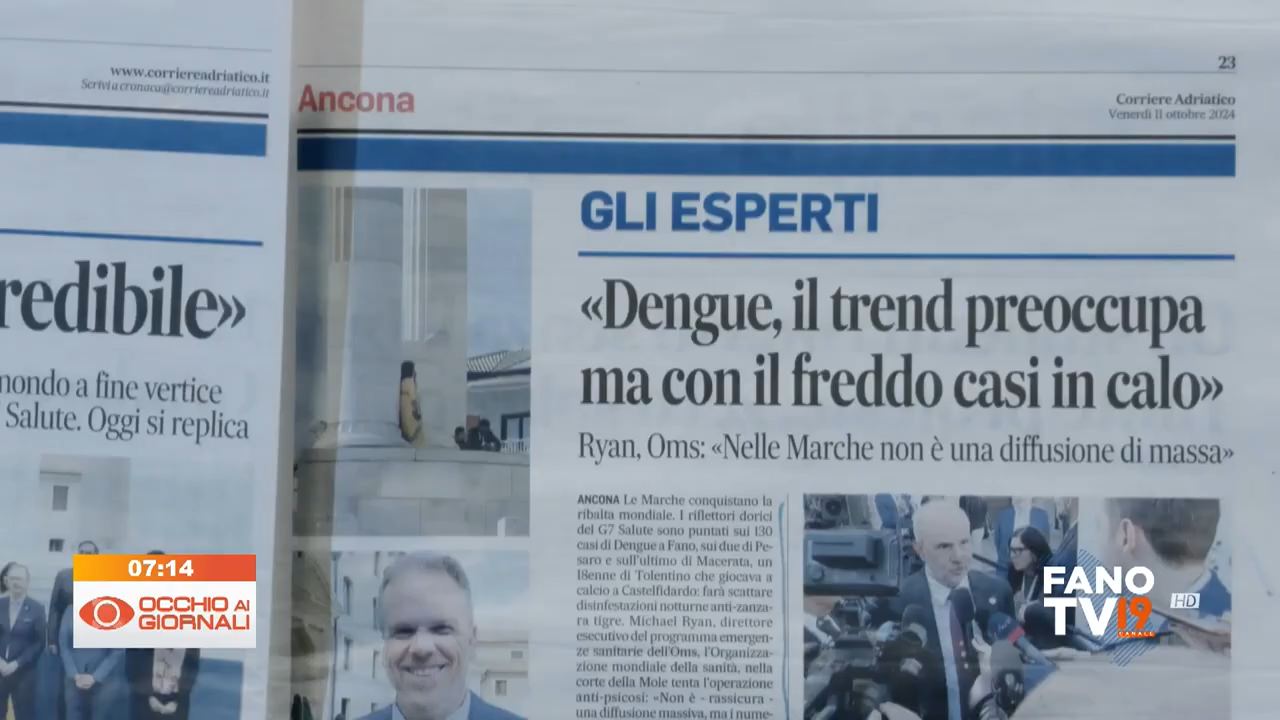 www.corriereadriatico.it
Scrivi a cronaca@corriereadriatico.it
redibile»
mondo a fine vertice
Salute. Oggi si replica
23
Ancona
Corriere Adriatico
Venerdì 11 ottobre 2024
GLI ESPERTI
«Dengue, il trend preoccupa
ma con il freddo casi in calo»
Ryan, Oms: «Nelle Marche non è una diffusione di massa»
ANCONA Le Marche conquistano la
ribalta mondiale. I riflettori dorici
del G7 Salute sono puntati sui 130
casi di Dengue a Fano, sui due di Pe-
saro e sull'ultimo di Macerata, un
18enne di Tolentino che giocava a
calcio a Castelfidardo: farà scattare
disinfestazioni notturne anti-zanza-
ra tigre. Michael Ryan, direttore
esecutivo del programma emergen-
ze sanitarie dell'Oms, l'Organizza-
zione mondiale della sanità, nella
corte della Mole tenta l'operazione
anti-psicosi: «Non è - rassicura -
una diffusione massiva, ma i nume-
07:14
OCCHIO AI
GIORNALI
FANO
TV 19
CANALE
HD